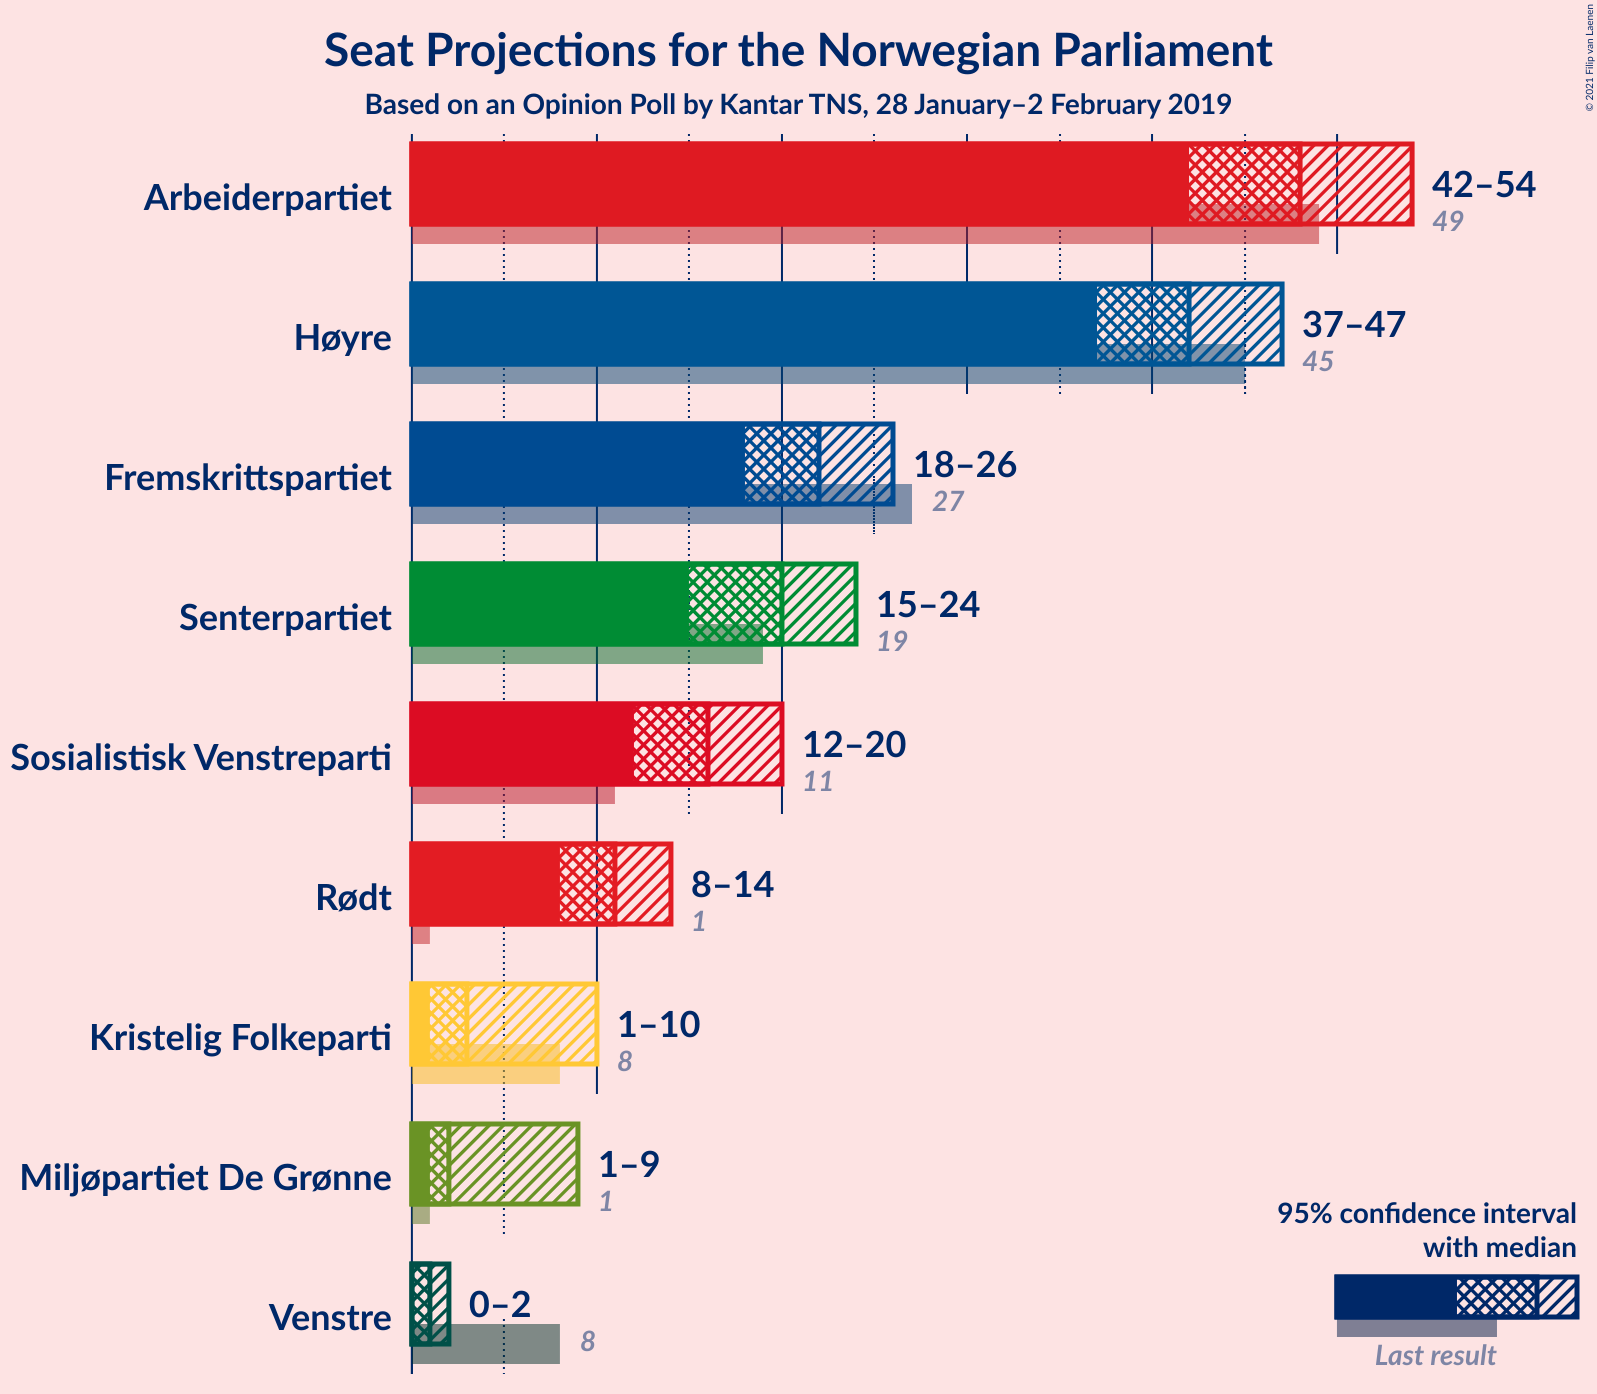 Seat Projections for the Norwegian Parliament
Based on an Opinion Poll by Kantar TNS, 28 January–2 February 2019
© 2021 Filip van Laenen
Arbeiderpartiet
42–54
49
Høyre
37–47
45
Fremskrittspartiet
18–26
27
Senterpartiet
15–24
19
Sosialistisk Venstreparti
12–20
11
Rødt
8–14
1
Kristelig Folkeparti
1–10
8
Miljøpartiet De Grønne
1–9
1
Venstre
0–2
8
95% confidence interval
with median
Last result